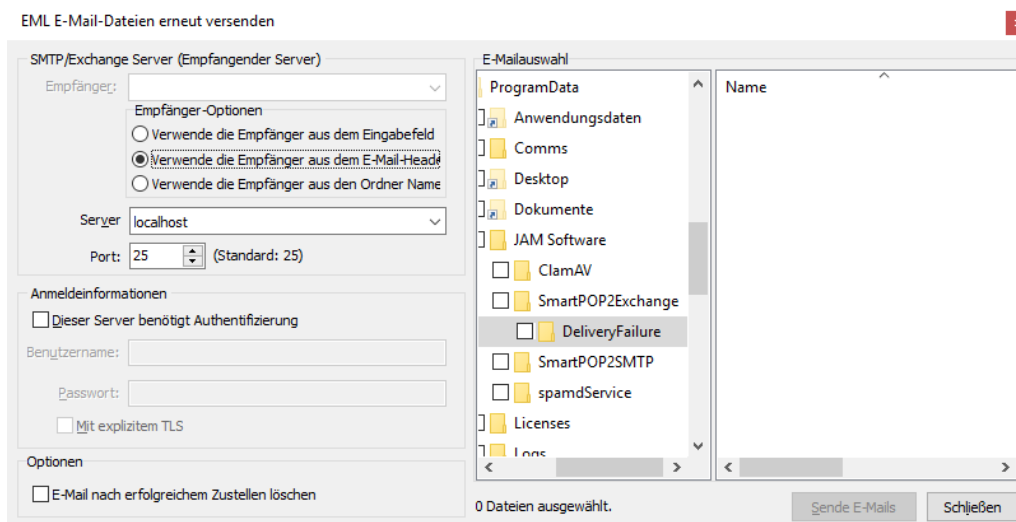 EML E-Mail-Dateien erneut versenden
SMTP/Exchange Server (Empfangender Server)
Empfänger:
Empfänger-Optionen
Verwende die Empfänger aus dem Eingabefeld
Verwende die Empfänger aus dem E-Mail-Heade
Verwende die Empfänger aus den Ordner Name
Server localhost
Port: 25 (Standard: 25)
Anmeldeinformationen
Dieser Server benötigt Authentifizierung
Benutzername:
Passwort:
Mit explizitem TLS
Optionen
E-Mail nach erfolgreichem Zustellen löschen
E-Mailauswahl
ProgramData
Anwendungsdaten
Comms
Desktop
Dokumente
JAM Software
ClamAV
SmartPOP2Exchange
DeliveryFailure
SmartPOP2SMTP
spamdService
Licenses
Logs
Name
0 Dateien ausgewählt.
Sende E-Mails
Schließen